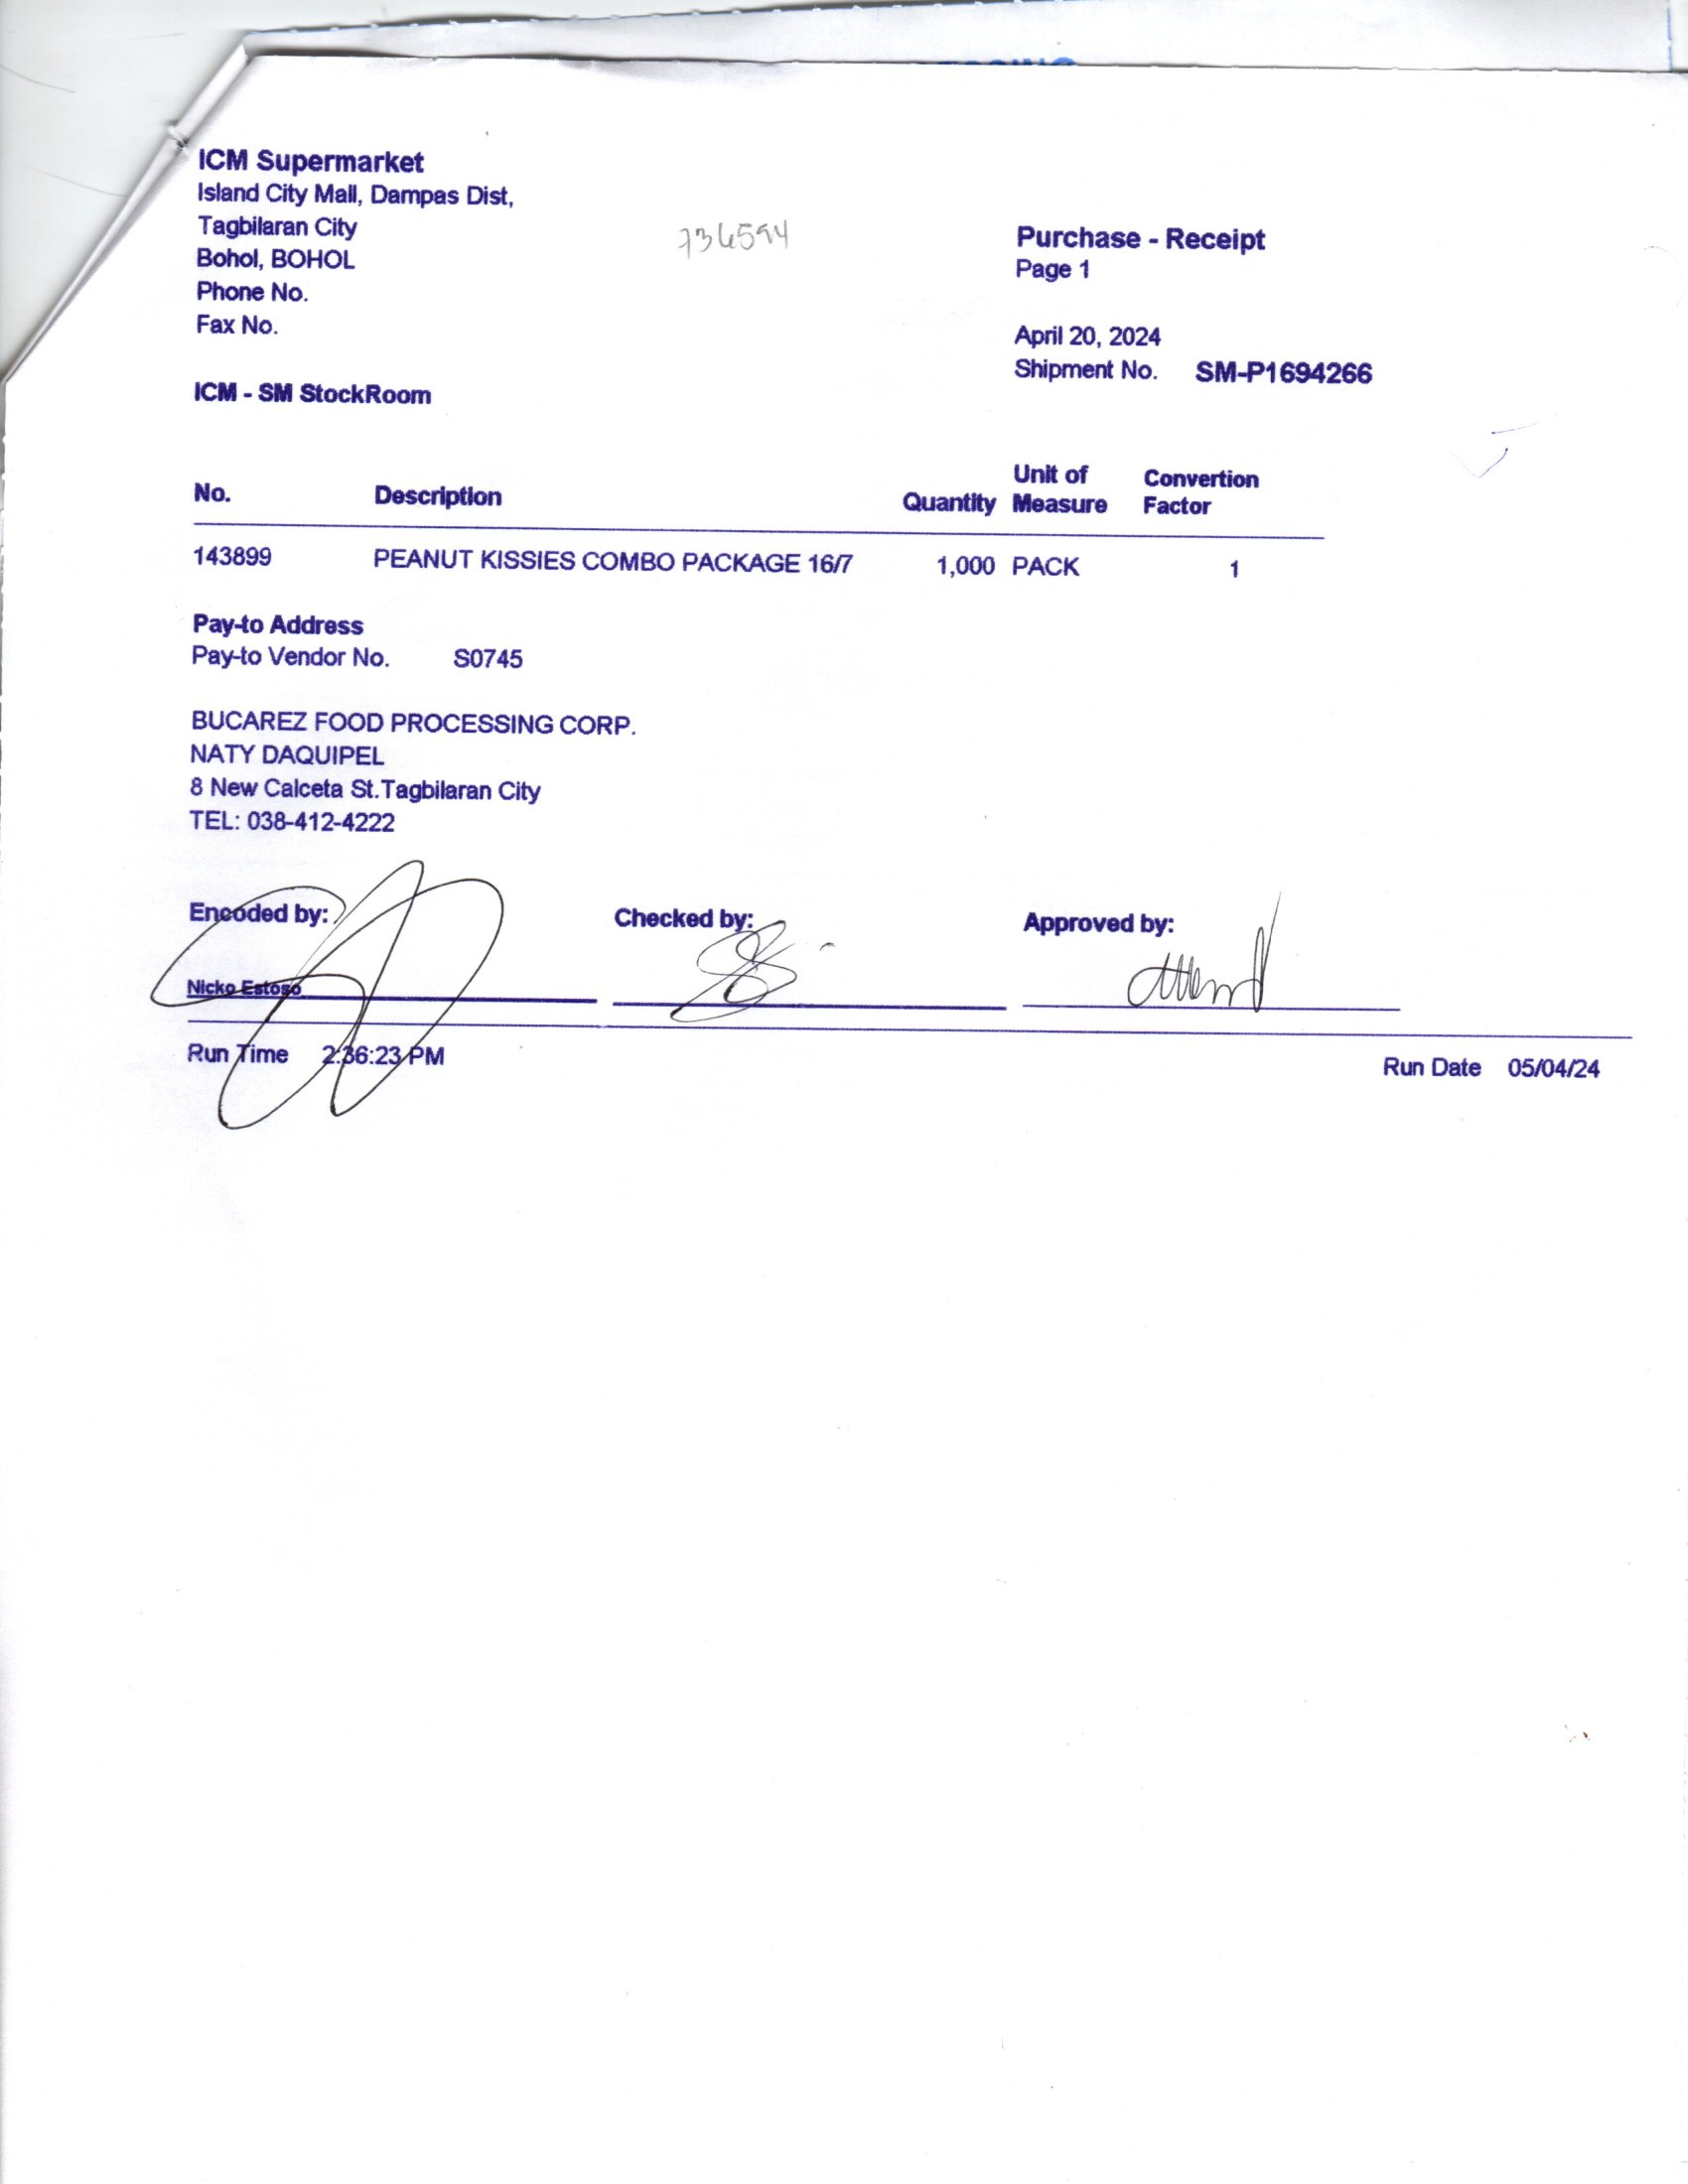 ICM Supermarket
Island City Mall, Dampas Dist,
Tagbilaran City
Bohol, BOHOL
Phone No.
Fax No.
736594
Purchase - Receipt
Page 1
April 20, 2024
Shipment No. SM-P1694266
ICM - SM StockRoom
No. Description Quantity Unit of Measure Convertion Factor
143899 PEANUT KISSIES COMBO PACKAGE 16/7 1,000 PACK 1
Pay-to Address
Pay-to Vendor No. S0745
BUCAREZ FOOD PROCESSING CORP.
NATY DAQUIPEL
8 New Calceta St.Tagbilaran City
TEL: 038-412-4222
Encoded by: Checked by: Approved by:
Nicko Estoso
Run Time 2:36:23 PM Run Date 05/04/24